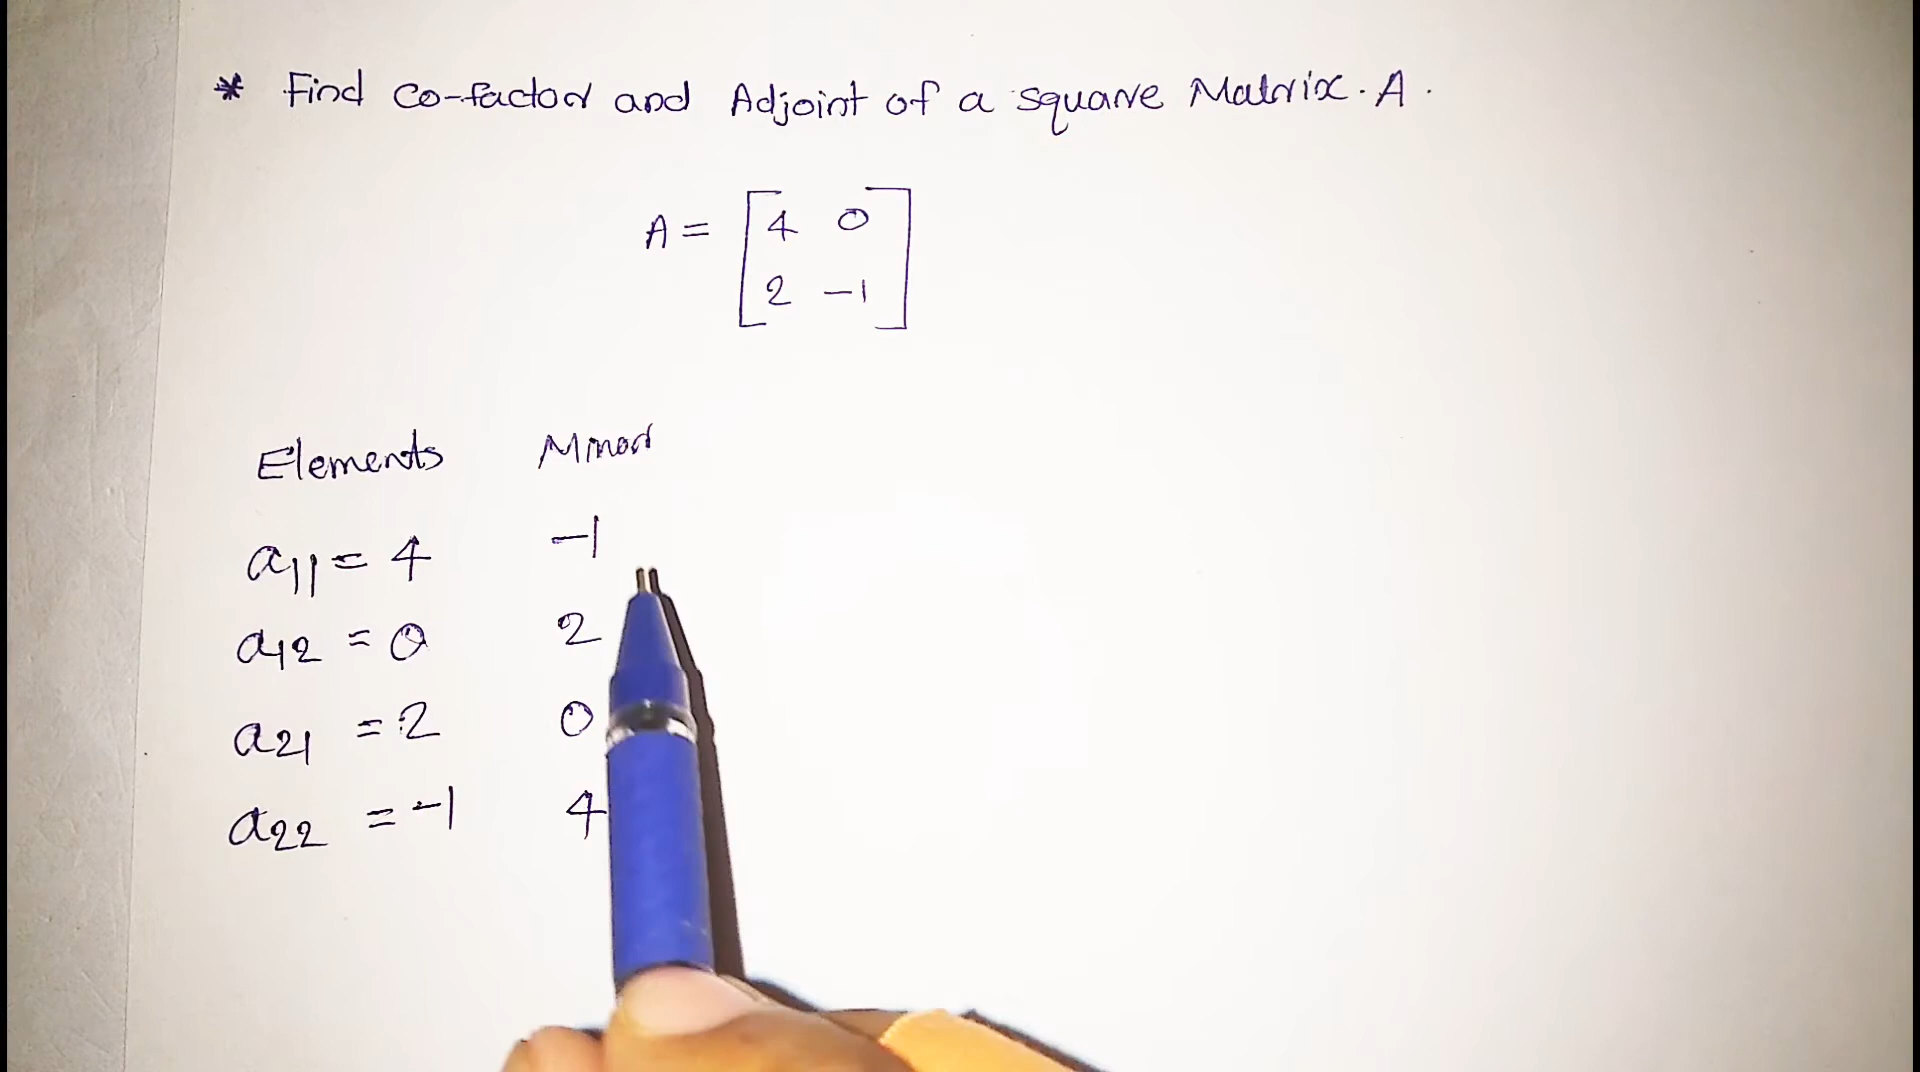 * Find Co-factor and Adjoint of a square Matrix. A.
A = [4 0
2 -1]
Elements Minor
a11 = 4 -1
a12 = 0 2
a21 = 2 0
a22 = -1 4